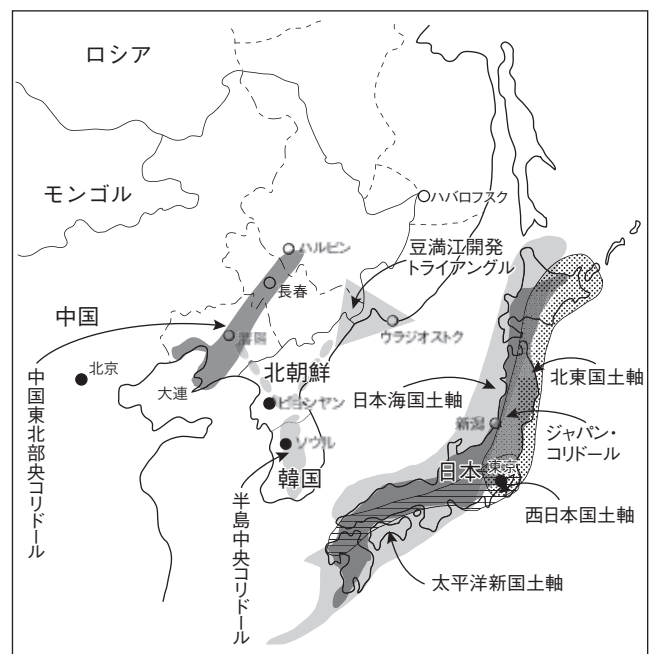 ロシア
モンゴル
ハバロフスク
豆満江開発
トライアングル
ハルビン
長春
中国
瀋陽
ウラジオストク
北京
大連
北朝鮮
ピョンヤン
日本海国土軸
北東国土軸
新潟
ジャパン・
コリドール
ソウル
韓国
日本
東京
西日本国土軸
太平洋新国土軸
中国東北部央コリドール
半島中央コリドール